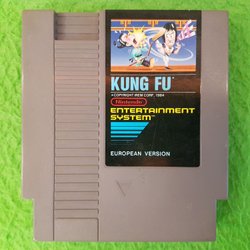 KUNG FU
©COPYRIGHT IREM CORP. 1984
Nintendo
ENTERTAINMENT
SYSTEM
EUROPEAN VERSION